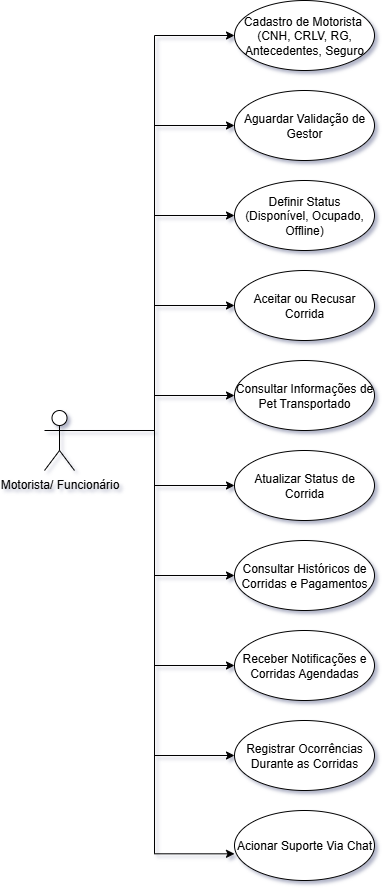 Cadastro de Motorista
(CNH, CRLV, RG,
Antecedentes, Seguro
Aguardar Validação de
Gestor
Definir Status
(Disponível, Ocupado,
Offline)
Aceitar ou Recusar
Corrida
Consultar Informações de
Pet Transportado
Motorista/ Funcionário
Atualizar Status de
Corrida
Consultar Históricos de
Corridas e Pagamentos
Receber Notificações e
Corridas Agendadas
Registrar Ocorrências
Durante as Corridas
Acionar Suporte Via Chat